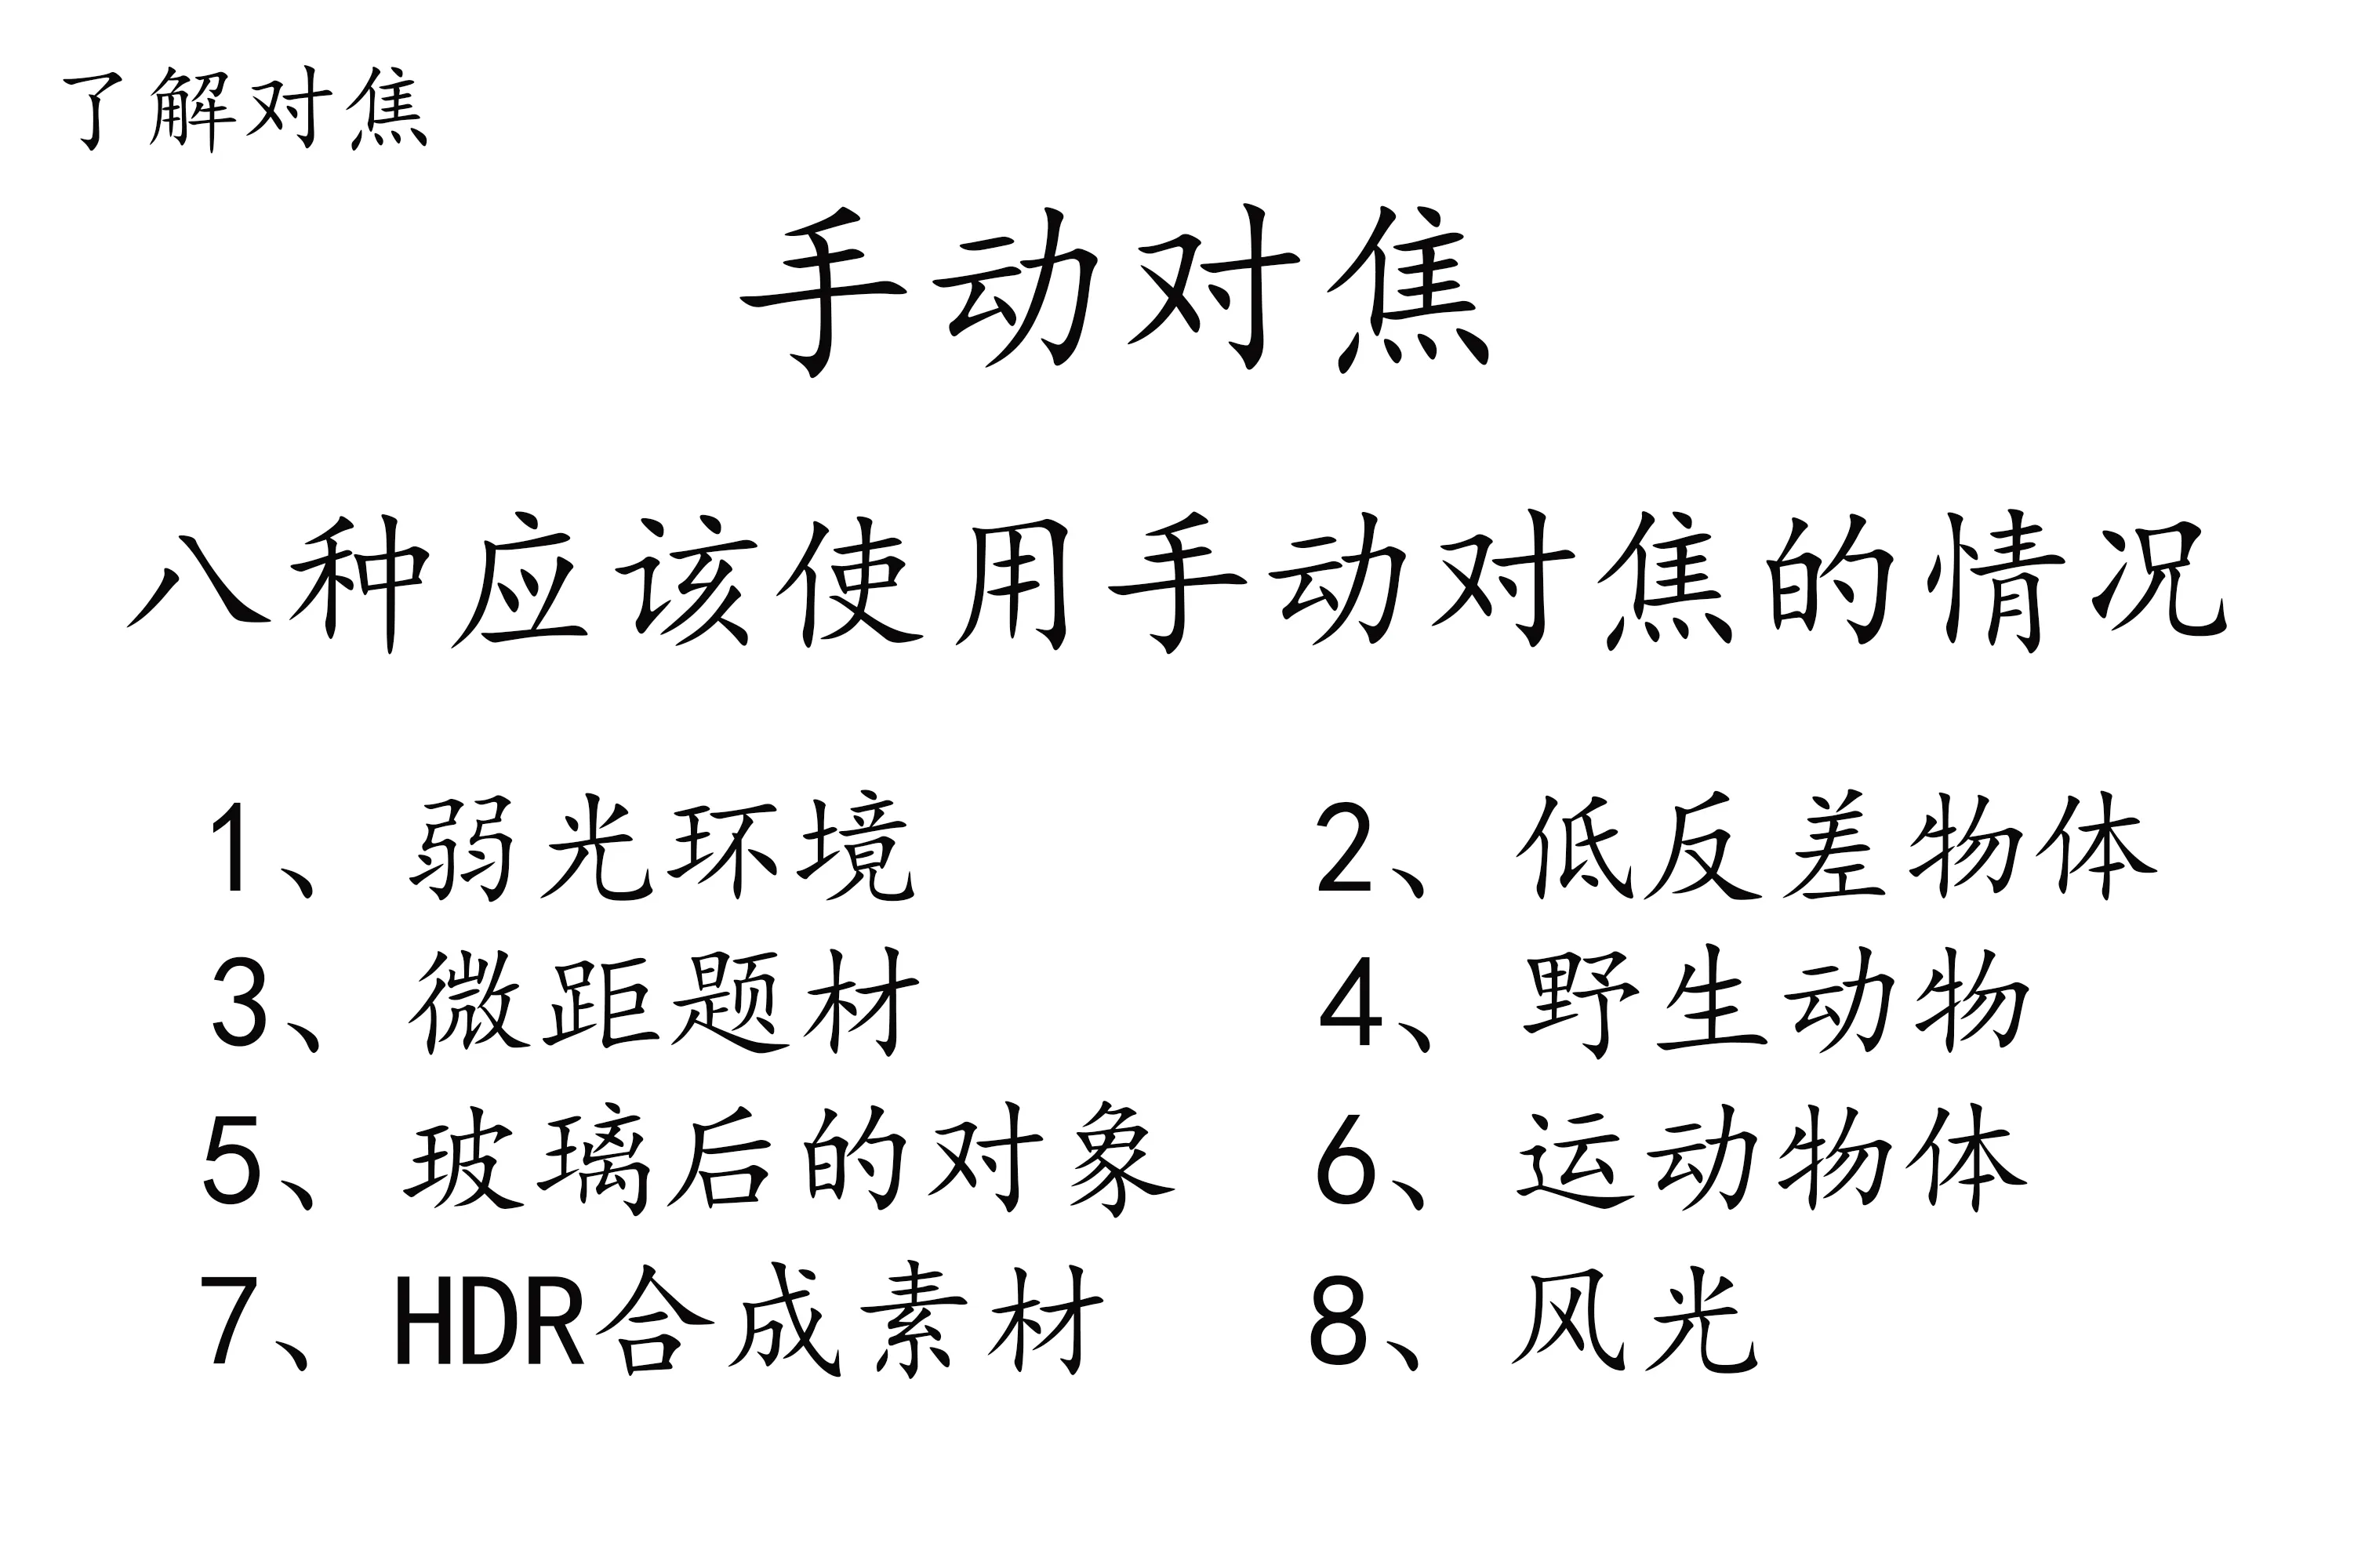 了解对焦
手动对焦
八种应该使用手动对焦的情况
1、 弱光环境 2、 低反差物体
3、 微距题材 4、 野生动物
5、 玻璃后的对象 6、 运动物体
7、 HDR合成素材 8、 风光